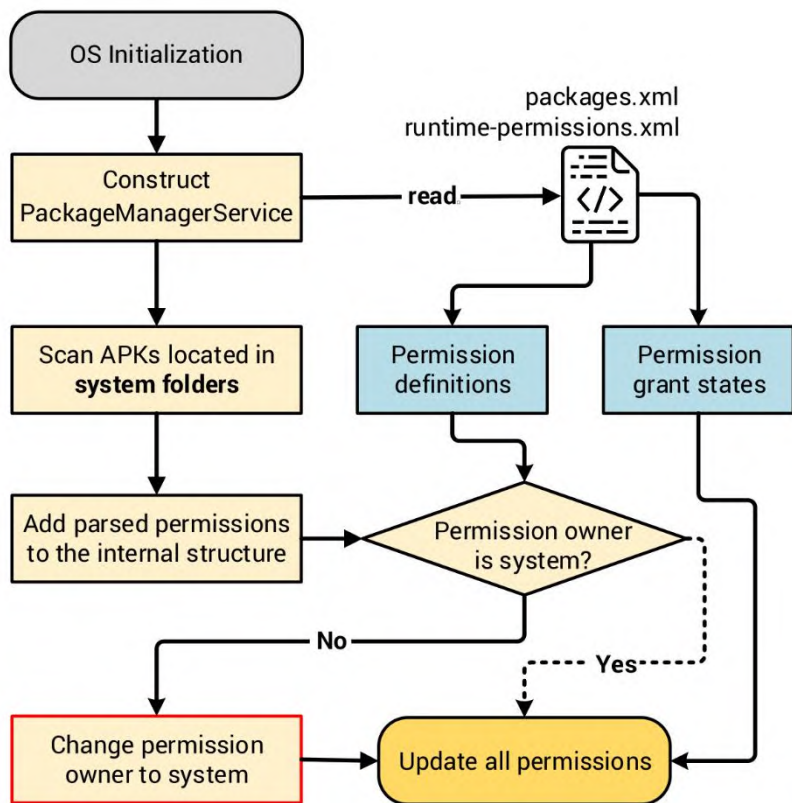 OS Initialization
packages.xml
runtime-permissions.xml
Construct
PackageManagerService
read
</>
Scan APKs located in
system folders
Permission
definitions
Permission
grant states
Add parsed permissions
to the internal structure
Permission owner
is system?
No
Yes
Change permission
owner to system
Update all permissions